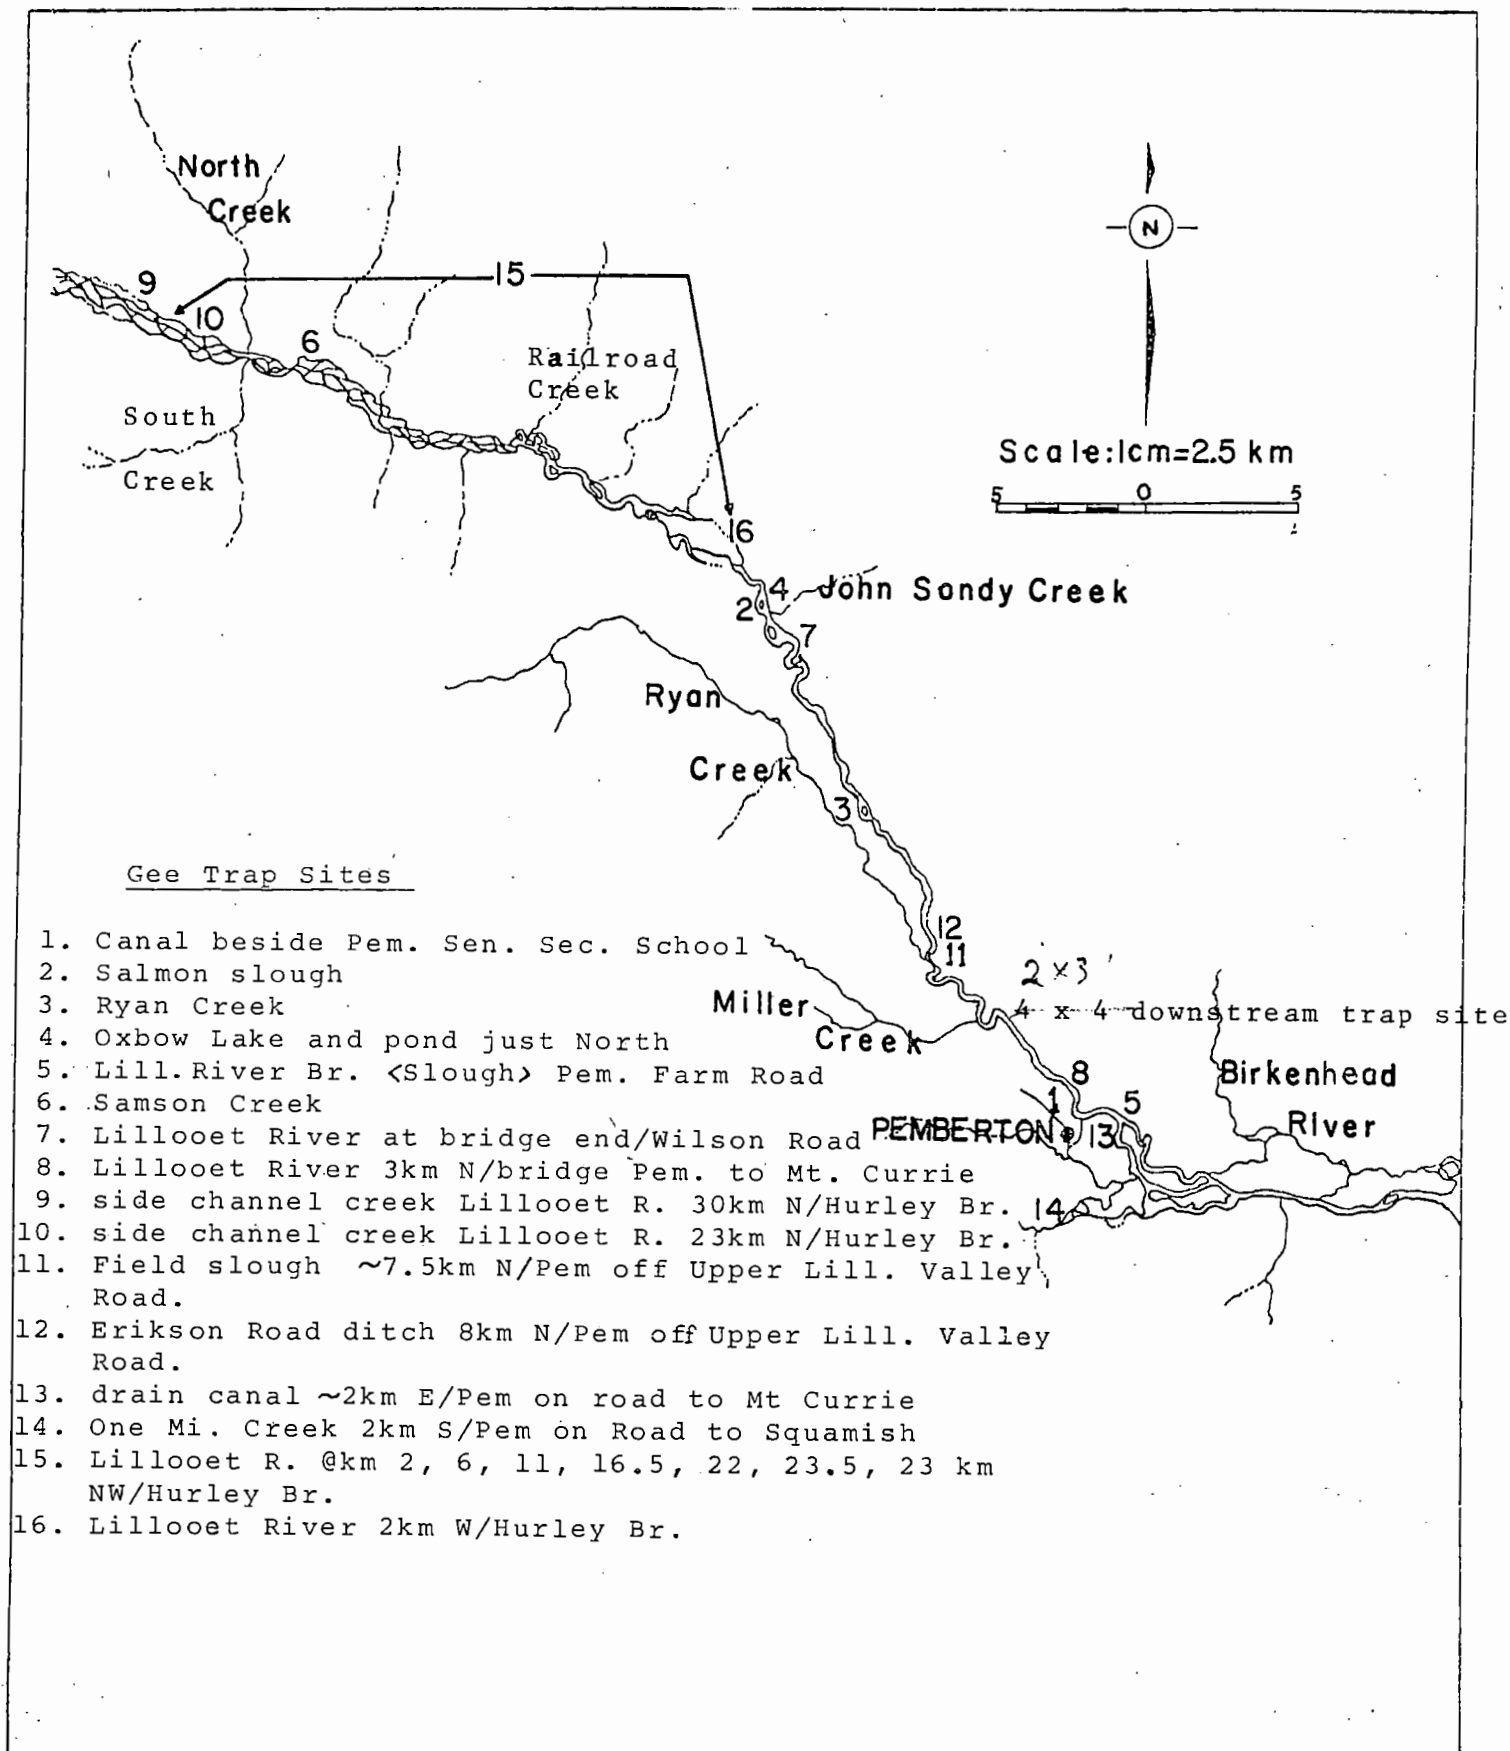 North
Creek
N
9
15
10
6
Railroad
Creek
South
Creek
Scale:1cm=2.5 km
5 0 5
16
4 John Sandy Creek
2
7
Ryan
Creek
3
Gee Trap Sites
12
11
2 x 3'
4 x 4 downstream trap site
Miller
Creek
8
1
5
Birkenhead
River
PEMBERTON
13
14
1. Canal beside Pem. Sen. Sec. School
2. Salmon slough
3. Ryan Creek
4. Oxbow Lake and pond just North
5. Lill. River Br. <Slough> Pem. Farm Road
6. Samson Creek
7. Lillooet River at bridge end/Wilson Road
8. Lillooet River 3km N/bridge Pem. to Mt. Currie
9. side channel creek Lillooet R. 30km N/Hurley Br.
10. side channel creek Lillooet R. 23km N/Hurley Br.
11. Field slough ~7.5km N/Pem off Upper Lill. Valley
Road.
12. Erikson Road ditch 8km N/Pem off Upper Lill. Valley
Road.
13. drain canal ~2km E/Pem on road to Mt Currie
14. One Mi. Creek 2km S/Pem on Road to Squamish
15. Lillooet R. @km 2, 6, 11, 16.5, 22, 23.5, 23 km
NW/Hurley Br.
16. Lillooet River 2km W/Hurley Br.